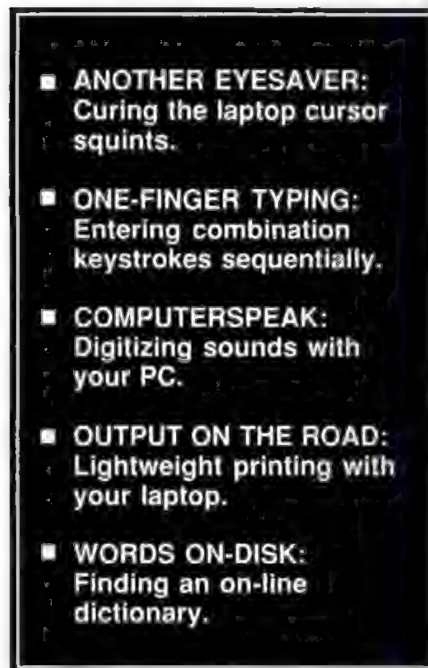 ■ ANOTHER EYESAVER:
Curing the laptop cursor
squints.
■ ONE-FINGER TYPING:
Entering combination
keystrokes sequentially.
■ COMPUTERSPEAK:
Digitizing sounds with
your PC.
■ OUTPUT ON THE ROAD:
Lightweight printing with
your laptop.
■ WORDS ON-DISK:
Finding an on-line
dictionary.